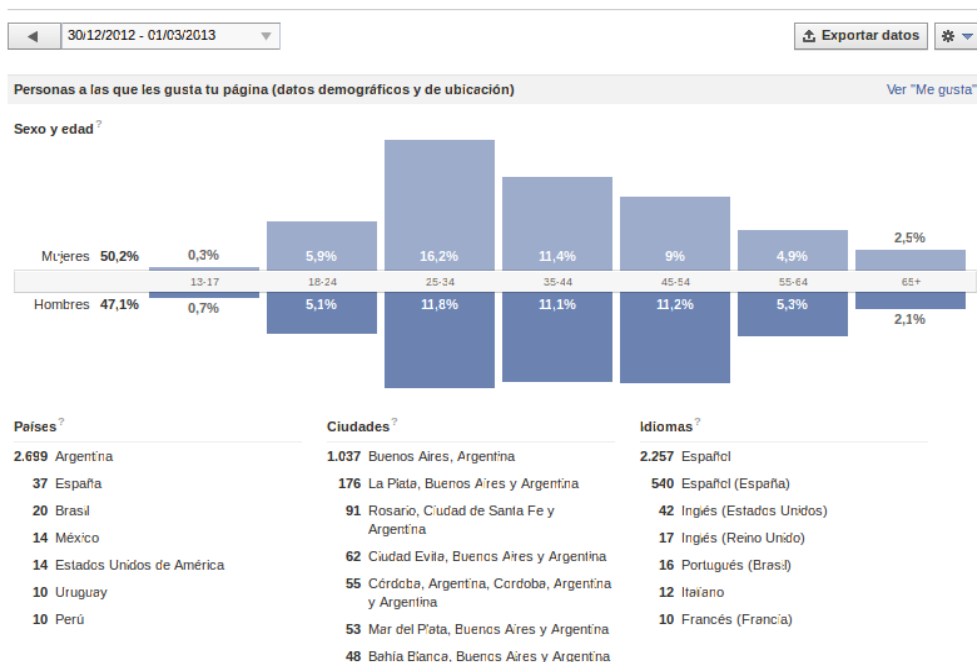 30/12/2012 - 01/03/2013
Exportar datos
Personas a las que les gusta tu página (datos demográficos y de ubicación)
Ver "Me gusta"
Sexo y edad ?
Mujeres 50,2% 0,3% 5,9% 16,2% 11,4% 9% 4,9% 2,5%
13-17 18-24 25-34 35-44 45-54 55-64 65+
Hombres 47,1% 0,7% 5,1% 11,8% 11,1% 11,2% 5,3% 2,1%
Países ?
2.699 Argentina
37 España
20 Brasil
14 México
14 Estados Unidos de América
10 Uruguay
10 Perú
Ciudades ?
1.037 Buenos Aires, Argentina
176 La Plata, Buenos Aires y Argentina
91 Rosario, Ciudad de Santa Fe y
Argentina
62 Ciudad Evita, Buenos Aires y Argentina
55 Córdoba, Argentina, Cordoba, Argentina
y Argentina
53 Mar del Plata, Buenos Aires y Argentina
48 Bahía Blanca, Buenos Aires y Argentina
Idiomas ?
2.257 Español
540 Español (España)
42 Inglés (Estados Unidos)
17 Inglés (Reino Unido)
16 Portugués (Brasil)
12 Italiano
10 Francés (Francia)